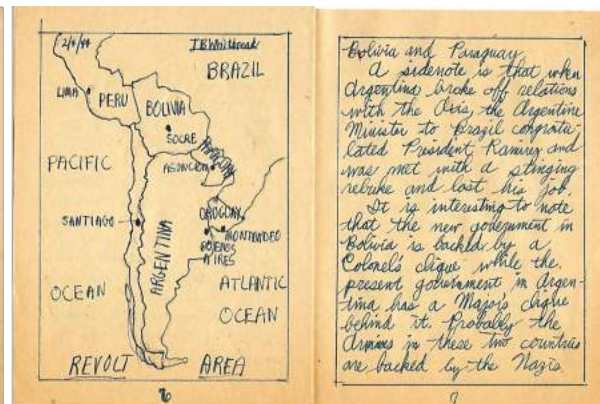 2/4/44
J.B. Whitbread
BRAZIL
LIMA
PERU
BOLIVIA
SOCRE
PARAGUAY
ASUNCION
PACIFIC
URUGUAY
SANTIAGO
MONTEVIDEO
BUENOS
AIRES
ARGENTINA
ATLANTIC
OCEAN
OCEAN
REVOLT AREA
6
Bolivia and Paraguay
A sidenote is that when
Argentina broke off relations
with the Axis, the Argentine
Minister to Brazil congratu-
lated President Ramirez and
was met with a stinging
rebuke and lost his job.
It is interesting to note
that the new government in
Bolivia is backed by a
Colonel's clique while the
present government in Argen-
tina has a Major's clique
behind it. Probably the
Armies in these two countries
are backed by the Nazis.
7